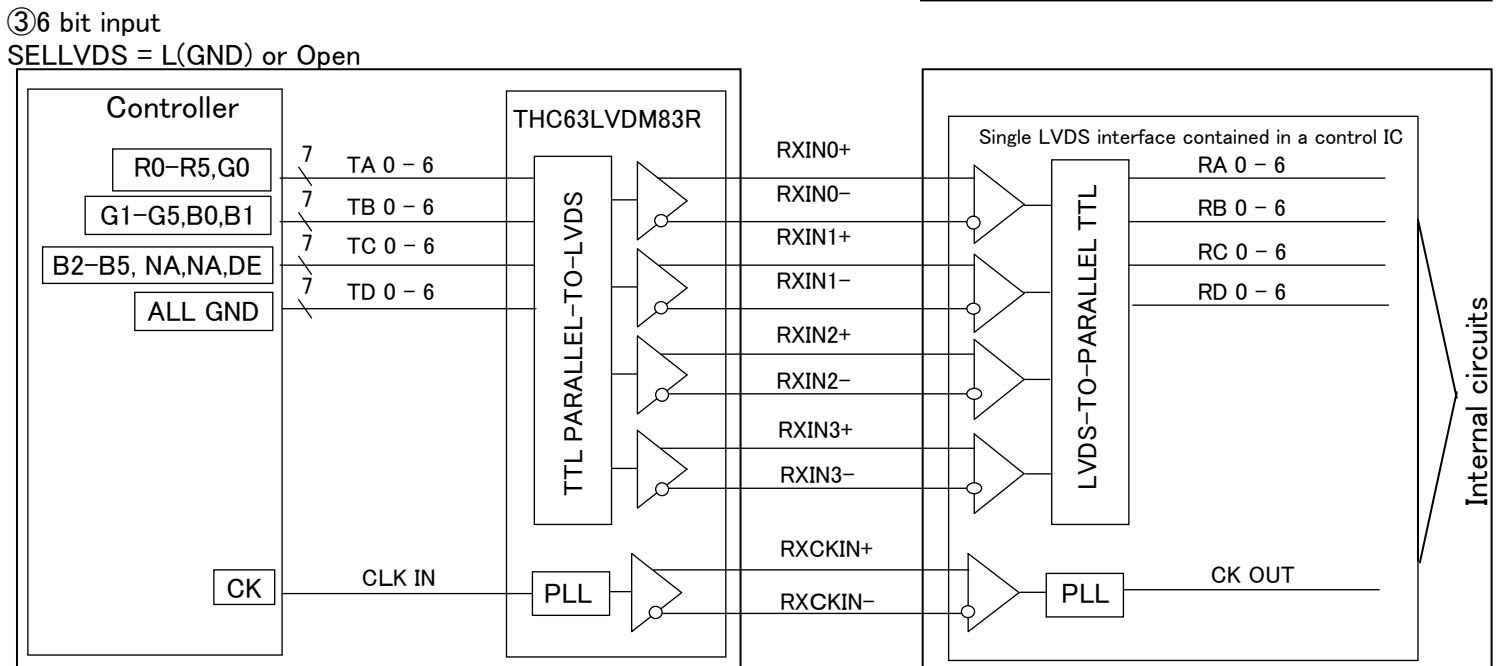 ③6 bit input
SELLVDS = L(GND) or Open
Controller
R0-R5,G0
G1-G5,B0,B1
B2-B5, NA,NA,DE
ALL GND
CK
7
TA 0 - 6
7
TB 0 - 6
7
TC 0 - 6
7
TD 0 - 6
CLK IN
THC63LVDM83R
TTL PARALLEL-TO-LVDS
PLL
RXIN0+
RXIN0-
RXIN1+
RXIN1-
RXIN2+
RXIN2-
RXIN3+
RXIN3-
RXCKIN+
RXCKIN-
Single LVDS interface contained in a control IC
LVDS-TO-PARALLEL TTL
PLL
RA 0 - 6
RB 0 - 6
RC 0 - 6
RD 0 - 6
CK OUT
Internal circuits